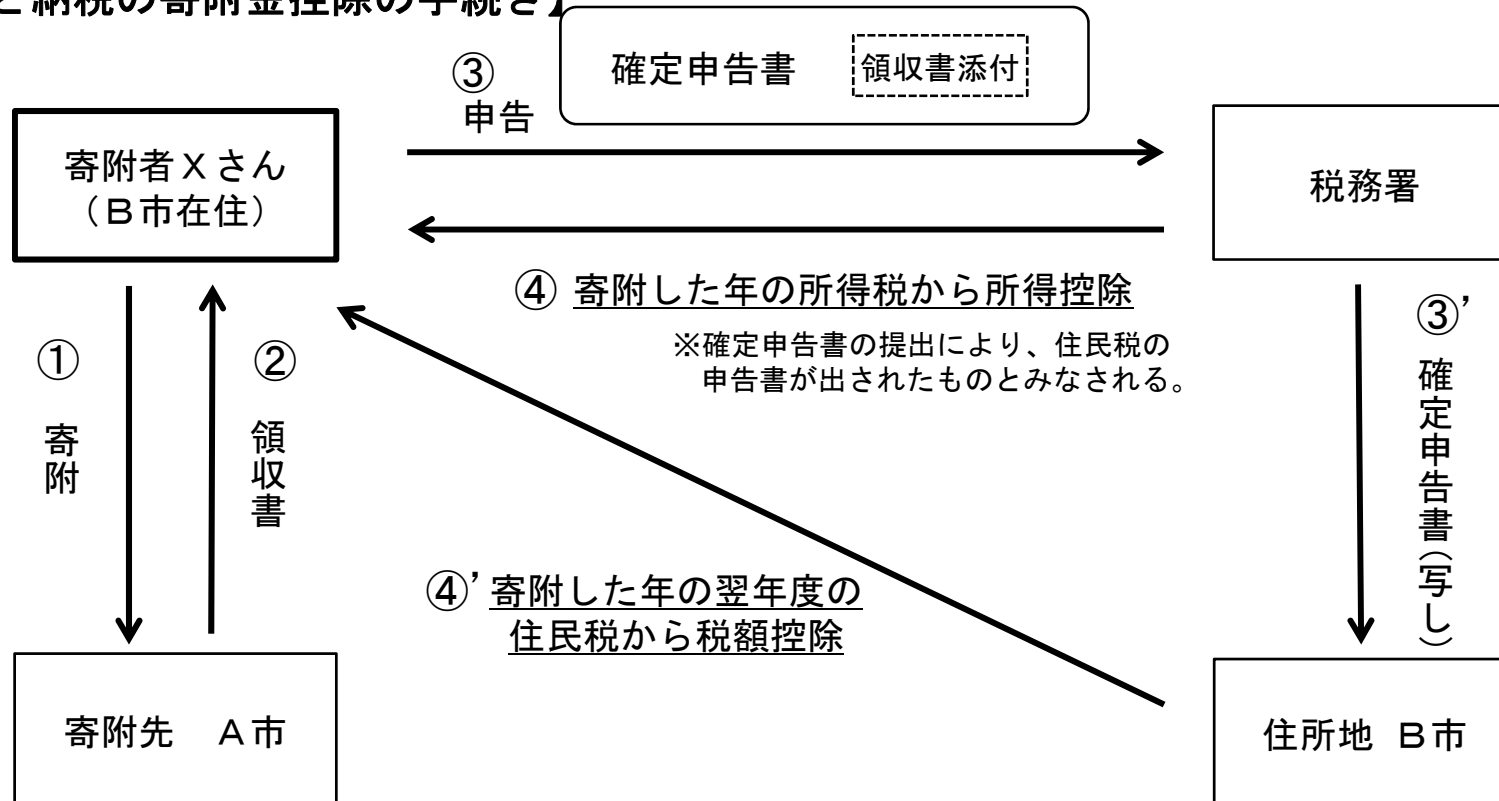 と納税の寄附金控除の手続き】
確定申告書 領収書添付
③
申告
寄附者Ｘさん
（Ｂ市在住）
税務署
④ 寄附した年の所得税から所得控除
※確定申告書の提出により、住民税の
申告書が出されたものとみなされる。
①
寄附
②
領収書
③’
確定申告書（写し）
④’ 寄附した年の翌年度の
住民税から税額控除
寄附先 Ａ市
住所地 Ｂ市